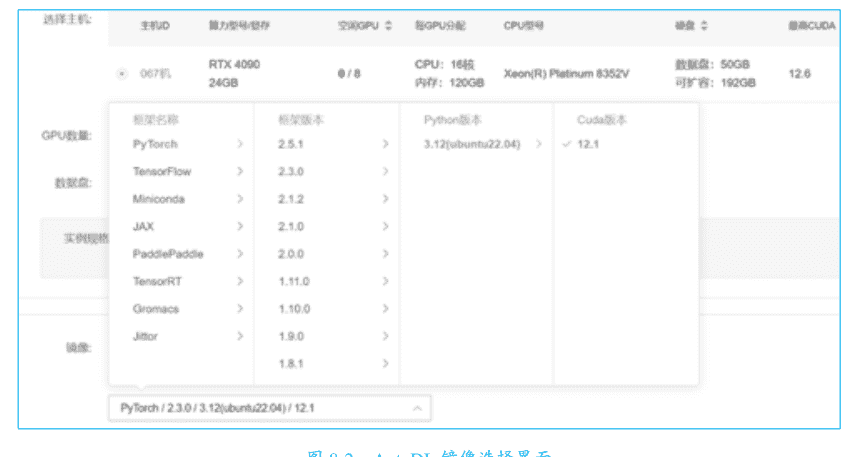 选择主机:
主机ID 算力型号/显存 空闲GPU 每GPU分配 CPU型号 硬盘 最高CUDA
067机 RTX 4090 24GB 0 / 8 CPU: 16核 内存: 120GB Xeon(R) Platinum 8352V 数据盘: 50GB 可扩容: 192GB 12.6
GPU数量:
数据盘:
实例规格
镜像:
框架名称 框架版本 Python版本 Cuda版本
PyTorch 2.5.1 3.12(ubuntu22.04) 12.1
TensorFlow 2.3.0
Miniconda 2.1.2
JAX 2.1.0
PaddlePaddle 2.0.0
TensorRT 1.11.0
Gromacs 1.10.0
Jittor 1.9.0
1.8.1
PyTorch / 2.3.0 / 3.12(ubuntu22.04) / 12.1